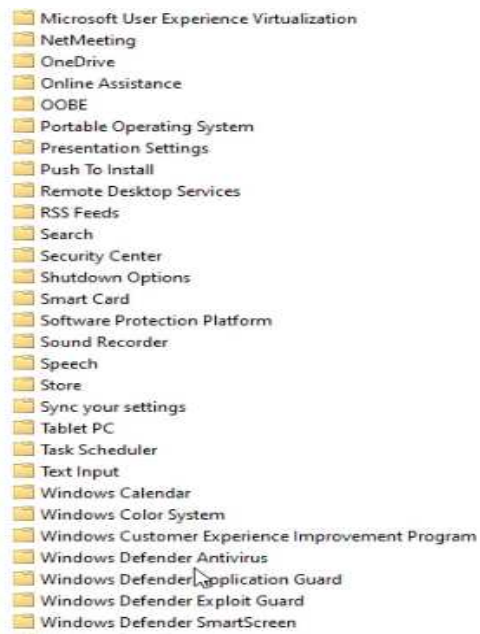 Microsoft User Experience Virtualization
NetMeeting
OneDrive
Online Assistance
OOBE
Portable Operating System
Presentation Settings
Push To Install
Remote Desktop Services
RSS Feeds
Search
Security Center
Shutdown Options
Smart Card
Software Protection Platform
Sound Recorder
Speech
Store
Sync your settings
Tablet PC
Task Scheduler
Text Input
Windows Calendar
Windows Color System
Windows Customer Experience Improvement Program
Windows Defender Antivirus
Windows Defender Application Guard
Windows Defender Exploit Guard
Windows Defender SmartScreen